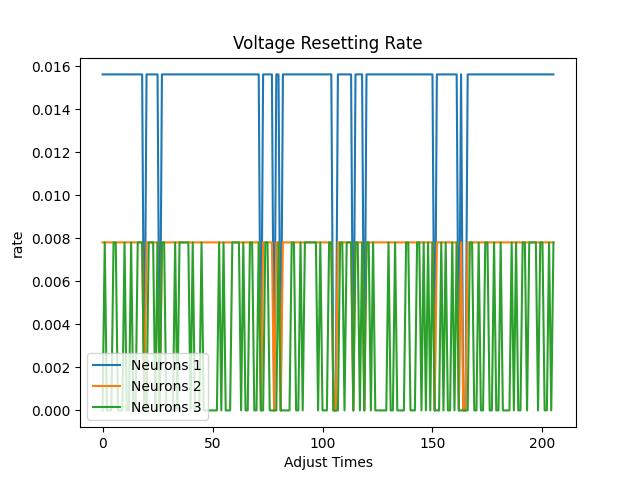 Voltage Resetting Rate
rate
0.016
0.014
0.012
0.010
0.008
0.006
0.004
0.002
0.000
Neurons 1
Neurons 2
Neurons 3
0 50 100 150 200
Adjust Times